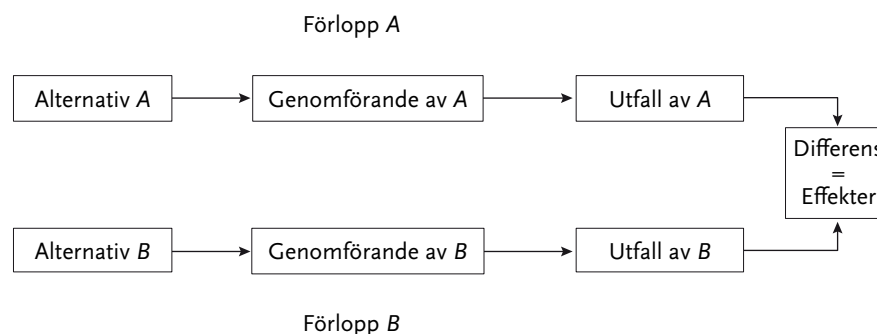 Förlopp A
Alternativ A
Genomförande av A
Utfall av A
Differens
=
Effekter
Alternativ B
Genomförande av B
Utfall av B
Förlopp B